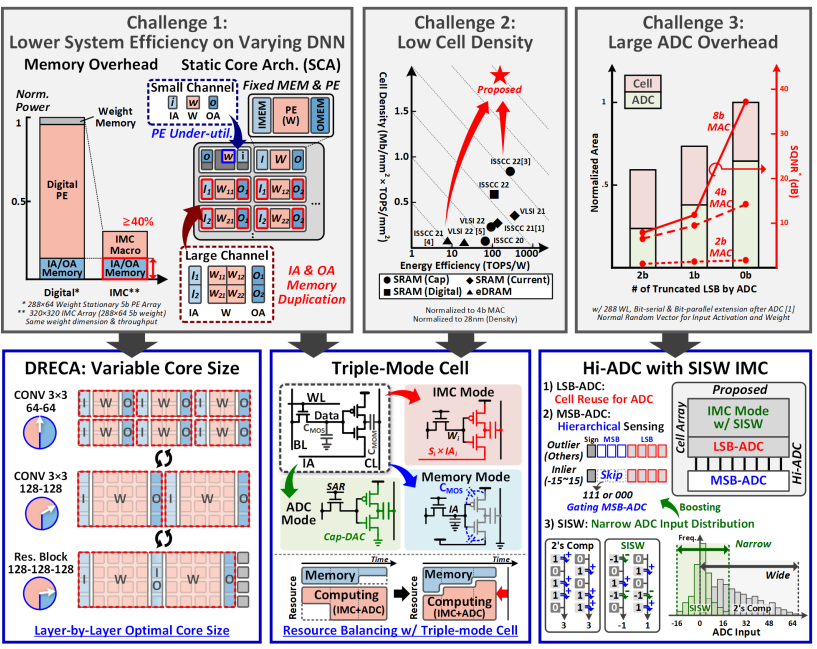 Challenge 1:
Lower System Efficiency on Varying DNN
Memory Overhead
Static Core Arch. (SCA)
Norm.
Power
Small Channel
I W O
IA W OA
Fixed MEM & PE
IMEM
PE
(W)
OMEM
Weight
Memory
PE Under-util.
1
0.5
Digital
PE
≥40%
IMC
Macro
IA/OA
Memory
IA/OA
Memory
Digital*
IMC**
O W I
I W O
I1 W11 O1
I1 W12 O2
I2 W21 O1
I2 W22 O2
...
Large Channel
I1 W11 W12 O1
I2 W21 W22 O2
IA W OA
IA & OA
Memory
Duplication
* 288×64 Weight Stationary 5b PE Array
** 320×320 IMC Array (288×64 5b weight)
Same weight dimension & throughput
Challenge 2:
Low Cell Density
Cell Density (Mb/mm² × TOPS/mm²)
1.5
1.0
0.5
0
Proposed
ISSCC 22[3]
ISSCC 22
VLSI 21
ISSCC 21
[4]
VLSI 22
VLSI 22
[5]
ISSCC 21[1]
ISSCC 20
1 10 100 1000
Energy Efficiency (TOPS/W)
SRAM (Cap)
SRAM (Current)
SRAM (Digital)
eDRAM
Normalized to 4b MAC
Normalized to 28nm (Density)
Challenge 3:
Large ADC Overhead
Normalized Area
1
.5
Cell
ADC
8b
MAC
4b
MAC
2b
MAC
SQNR* (dB)
40
30
20
10
2b 1b 0b
# of Truncated LSB by ADC
w/ 288 WL, Bit-serial & Bit-parallel extension after ADC [1]
Normal Random Vector for Input Activation and Weight
DRECA: Variable Core Size
CONV 3×3
64-64
I W O I W O I W O
I W O I W O I W O
CONV 3×3
128-128
I W O I W O
Res. Block
128-128-128
I W I O W O
Layer-by-Layer Optimal Core Size
Triple-Mode Cell
WL
Data
CMOS
CMOM
BL
IA
CL
IMC Mode
Wi
Si × IAi
ADC
Mode
SAR
Cap-DAC
Memory Mode
CMOS
IA
Time
Resource
Memory
Computing
(IMC+ADC)
Time
Resource
Memory
Computing
(IMC+ADC)
Resource Balancing w/ Triple-mode Cell
Hi-ADC with SISW IMC
1) LSB-ADC:
Cell Reuse for ADC
2) MSB-ADC:
Hierarchical Sensing
Sign MSB LSB
Outlier
(Others)
Inlier
(-15~15)
Skip
111 or 000
Gating MSB-ADC
Proposed
Cell Array
IMC Mode
w/ SISW
LSB-ADC
MSB-ADC
Hi-ADC
Boosting
3) SISW: Narrow ADC Input Distribution
2's Comp
1 0
1 1
0 1
1 1
0 0
3 3
SISW
-1 0
1 1
0 -1
-1 1
0 0
-1 1
Freq.
Narrow
Wide
SISW
2's Comp
-16 0 16 32 48 64
ADC Input